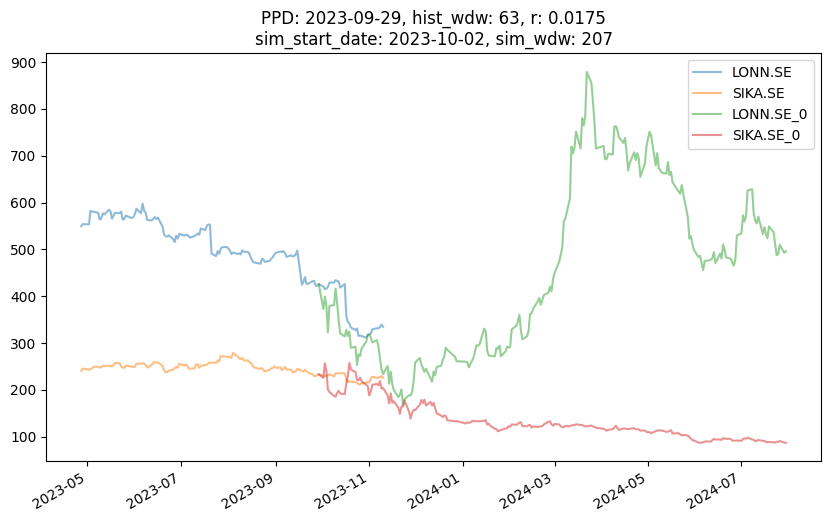 PPD: 2023-09-29, hist_wdw: 63, r: 0.0175
sim_start_date: 2023-10-02, sim_wdw: 207
LONN.SE
SIKA.SE
LONN.SE_0
SIKA.SE_0
900
800
700
600
500
400
300
200
100
2023-05
2023-07
2023-09
2023-11
2024-01
2024-03
2024-05
2024-07